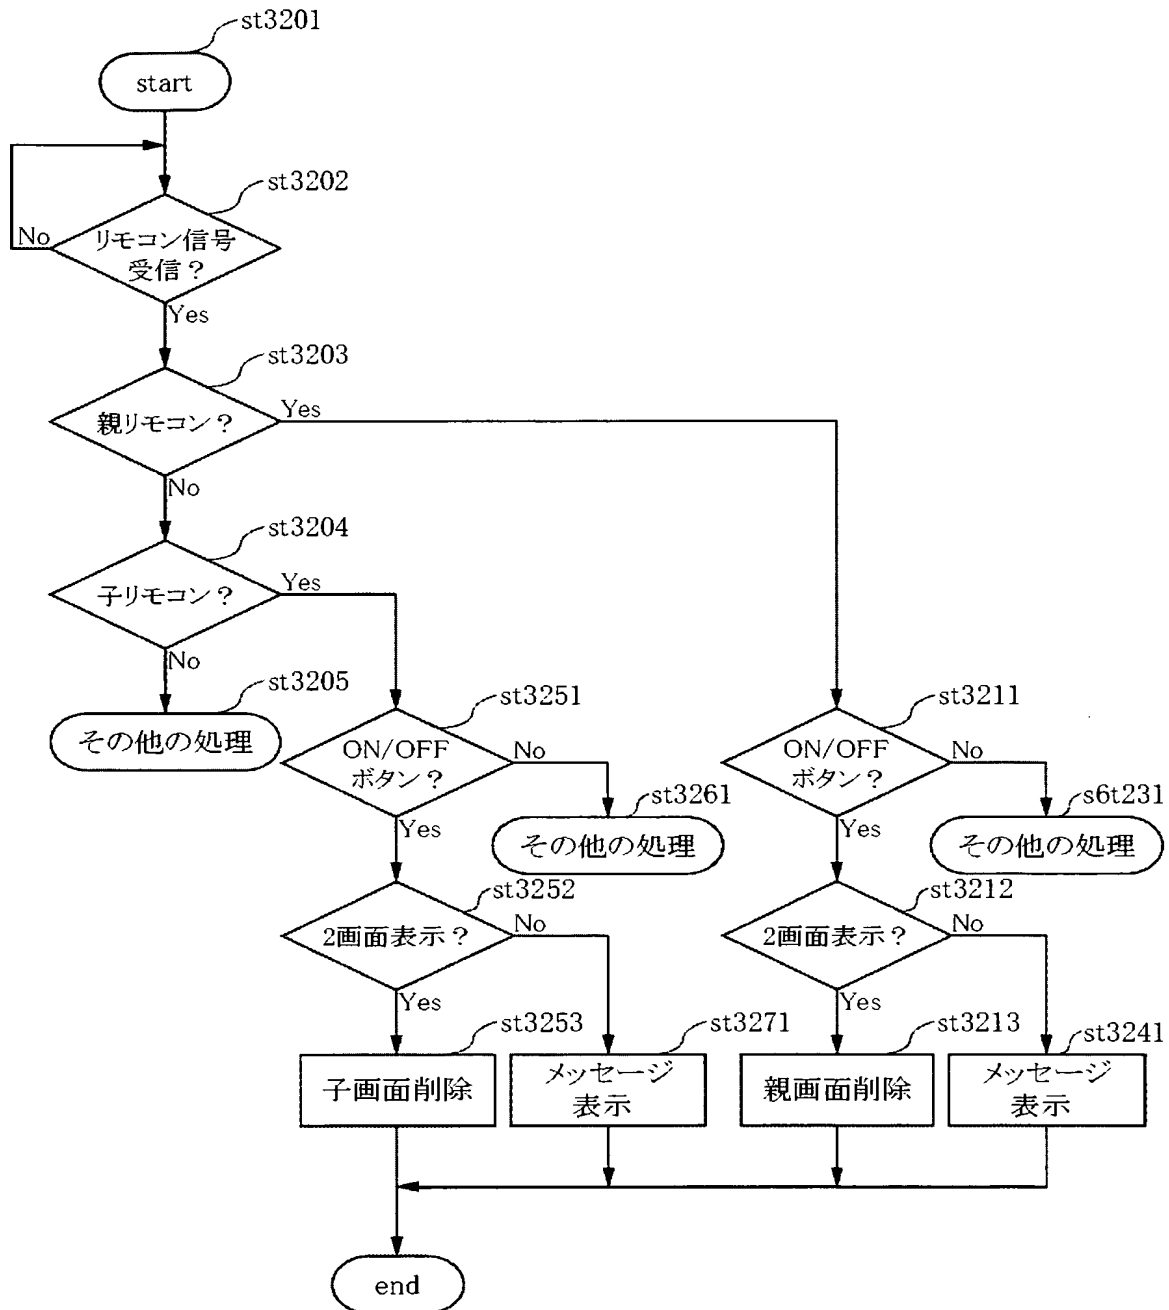 st3201
start
st3202
リモコン信号
受信？
No
Yes
st3203
親リモコン？
Yes
No
st3204
子リモコン？
Yes
No
st3205
その他の処理
st3251
ON/OFF
ボタン？
No
Yes
st3261
その他の処理
st3211
ON/OFF
ボタン？
No
Yes
s6t231
その他の処理
st3252
2画面表示？
No
Yes
st3212
2画面表示？
No
Yes
st3253
子画面削除
st3271
メッセージ
表示
st3213
親画面削除
st3241
メッセージ
表示
end